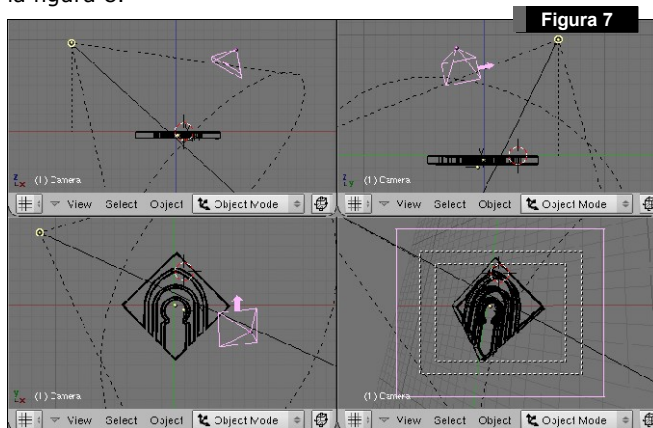 la figura 8.
Figura 7
z
x
(1) Camera
z
y
(1) Camera
View Select Object Object Mode
View Select Object Object Mode
y
x
(1) Camera
(1) Camera
View Select Object Object Mode
View Select Object Object Mode